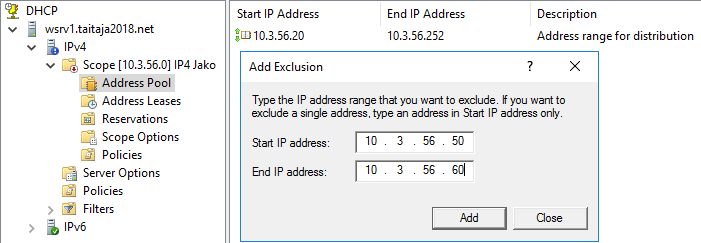 DHCP
wsrv1.taitaja2018.net
IPv4
Scope [10.3.56.0] IP4 Jako
Address Pool
Address Leases
Reservations
Scope Options
Policies
Server Options
Policies
Filters
IPv6
Start IP Address End IP Address Description
10.3.56.20 10.3.56.252 Address range for distribution
Add Exclusion ?
Type the IP address range that you want to exclude. If you want to
exclude a single address, type an address in Start IP address only.
Start IP address: 10 . 3 . 56 . 50
End IP address: 10 . 3 . 56 . 60
Add Close